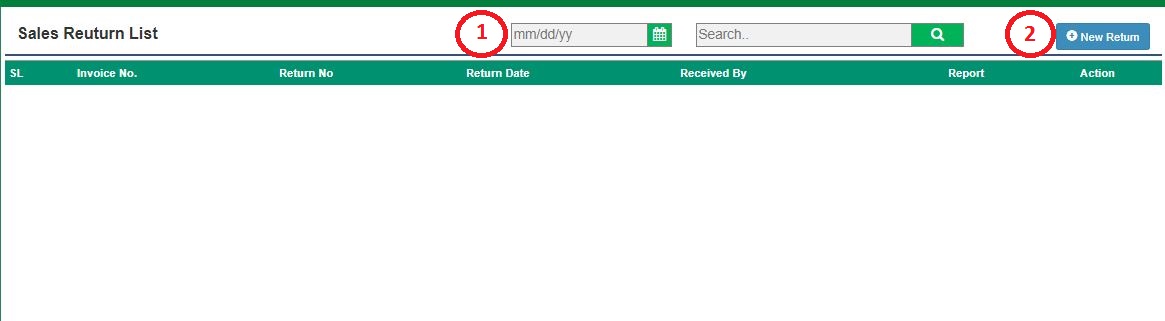 Sales Reuturn List 1 mm/dd/yy Search.. 2 New Return
SL Invoice No. Return No Return Date Received By Report Action